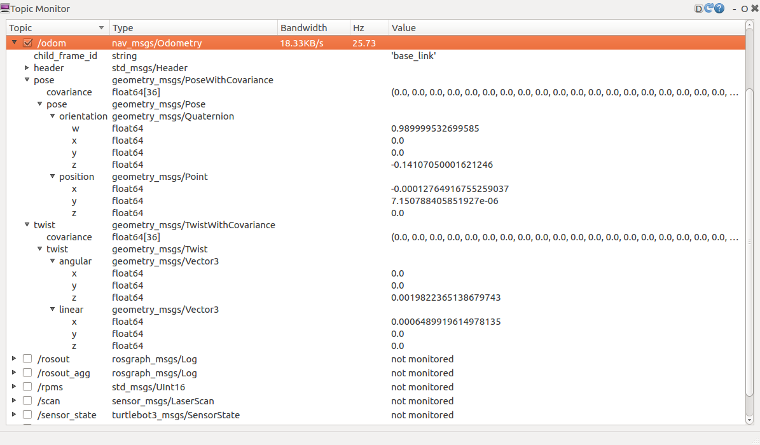 Topic Monitor
D ? - O ✖
Topic Type Bandwidth Hz Value
/odom nav_msgs/Odometry 18.33KB/s 25.73
child_frame_id string 'base_link'
header std_msgs/Header
pose geometry_msgs/PoseWithCovariance
covariance float64[36] (0.0, 0.0, 0.0, 0.0, 0.0, 0.0, 0.0, 0.0, 0.0, 0.0, 0.0, 0.0, 0.0, 0.0, 0.0, 0.0, 0.0, 0.0, 0.0, ...
pose geometry_msgs/Pose
orientation geometry_msgs/Quaternion
w float64 0.989999532699585
x float64 0.0
y float64 0.0
z float64 -0.14107050001621246
position geometry_msgs/Point
x float64 -0.00012764916755259037
y float64 7.150788405851927e-06
z float64 0.0
twist geometry_msgs/TwistWithCovariance
covariance float64[36] (0.0, 0.0, 0.0, 0.0, 0.0, 0.0, 0.0, 0.0, 0.0, 0.0, 0.0, 0.0, 0.0, 0.0, 0.0, 0.0, 0.0, 0.0, 0.0, ...
twist geometry_msgs/Twist
angular geometry_msgs/Vector3
x float64 0.0
y float64 0.0
z float64 0.0019822365138679743
linear geometry_msgs/Vector3
x float64 0.0006489919614978135
y float64 0.0
z float64 0.0
/rosout rosgraph_msgs/Log not monitored
/rosout_agg rosgraph_msgs/Log not monitored
/rpms std_msgs/UInt16 not monitored
/scan sensor_msgs/LaserScan not monitored
/sensor_state turtlebot3_msgs/SensorState not monitored